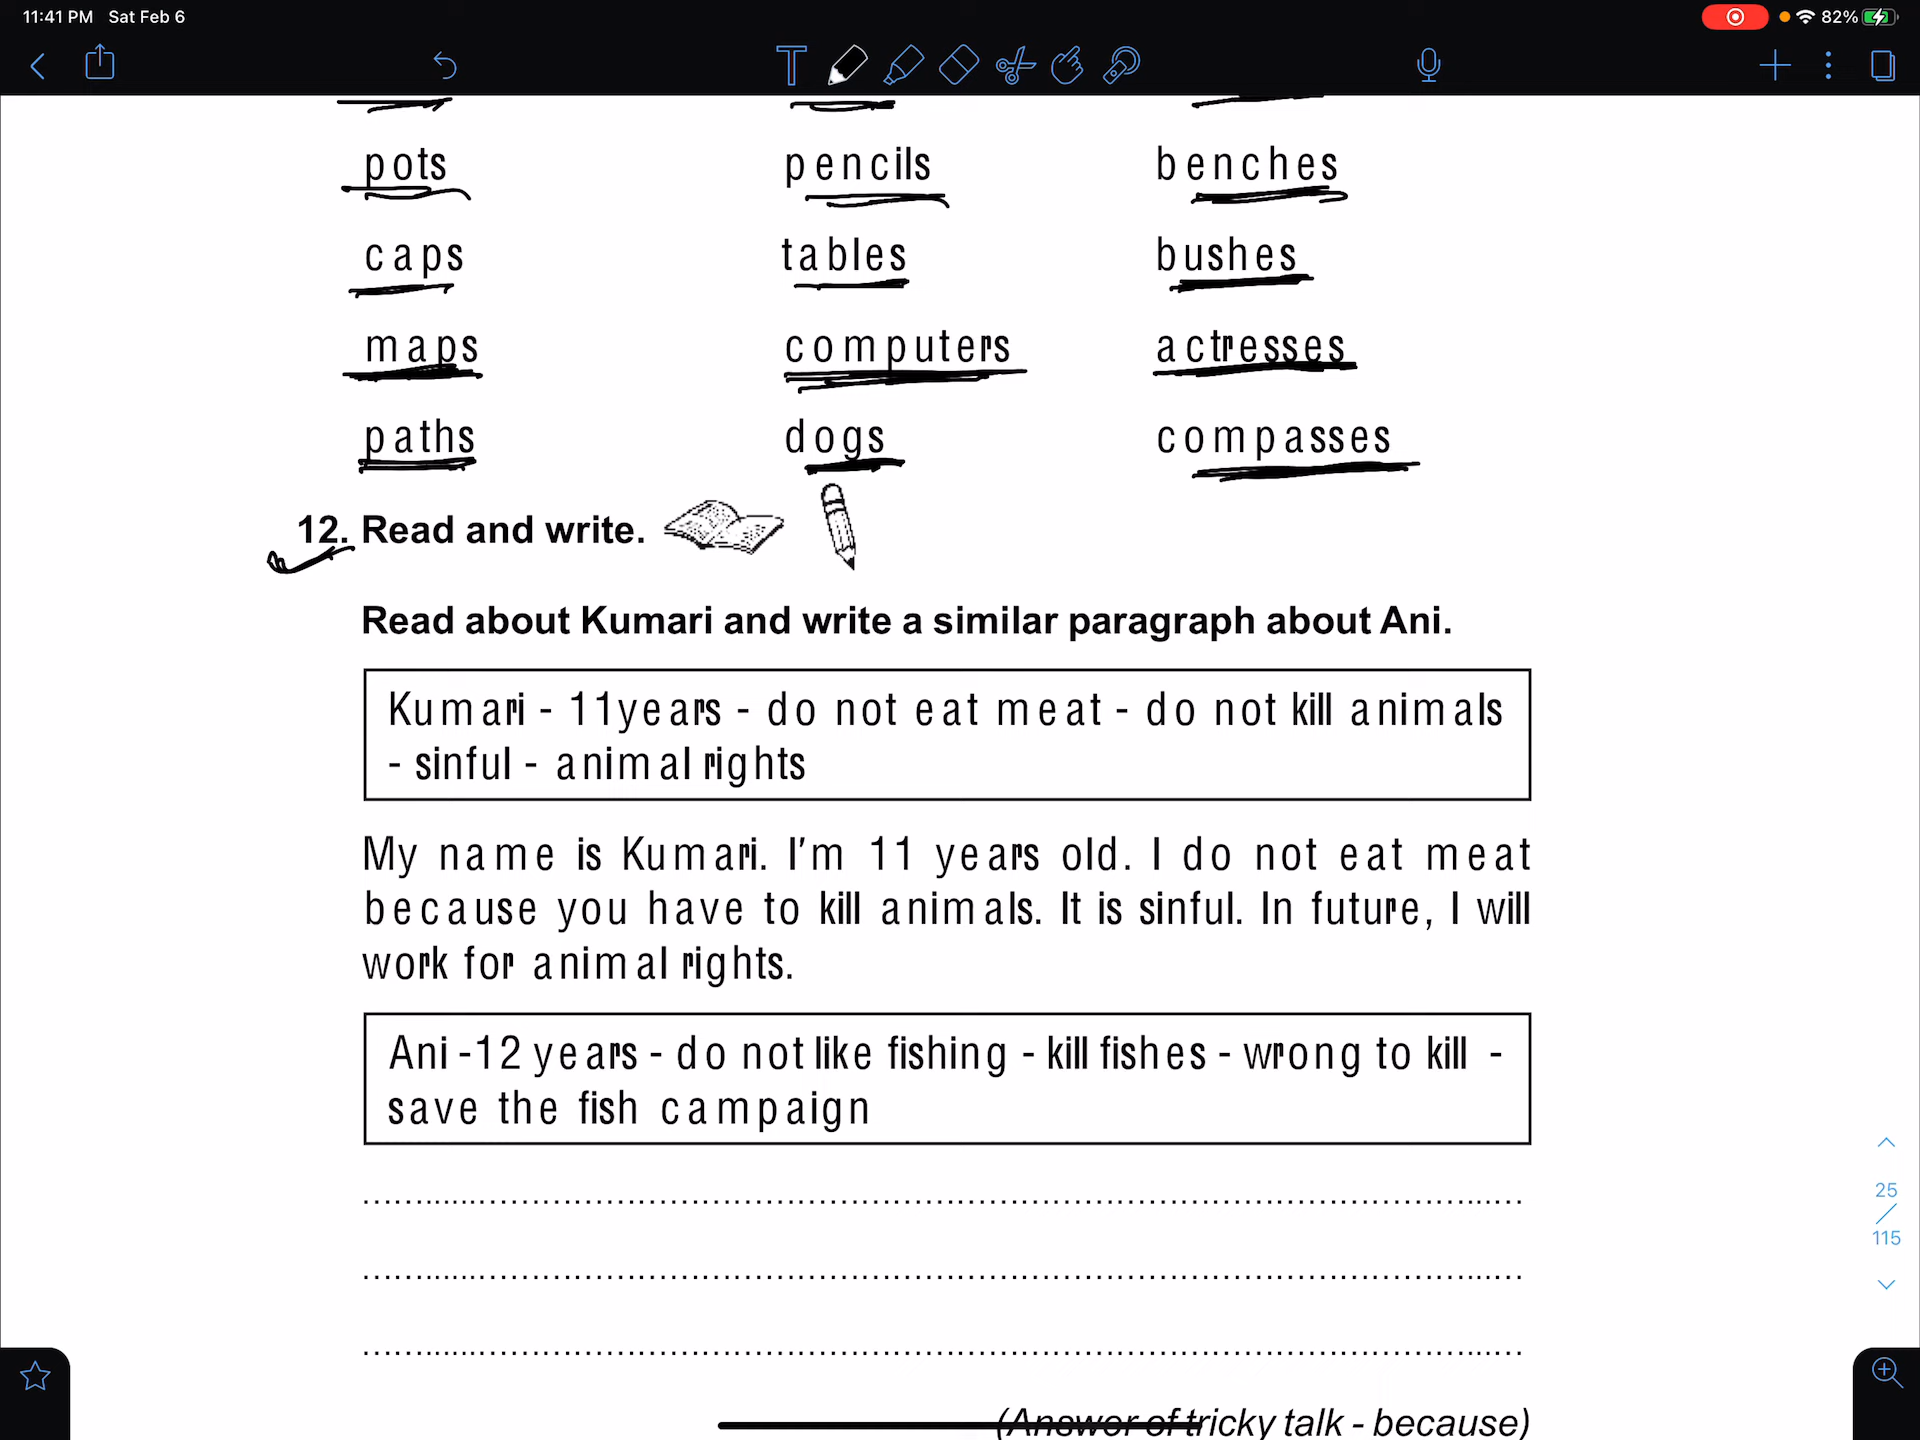 11:41 PM Sat Feb 6
82%
pots pencils benches
caps tables bushes
maps computers actresses
paths dogs compasses
12. Read and write.
Read about Kumari and write a similar paragraph about Ani.
Kumari - 11years - do not eat meat - do not kill animals
- sinful - animal rights
My name is Kumari. I'm 11 years old. I do not eat meat
because you have to kill animals. It is sinful. In future, I will
work for animal rights.
Ani -12 years - do not like fishing - kill fishes - wrong to kill -
save the fish campaign
25
/
115
(Answer of tricky talk - because)